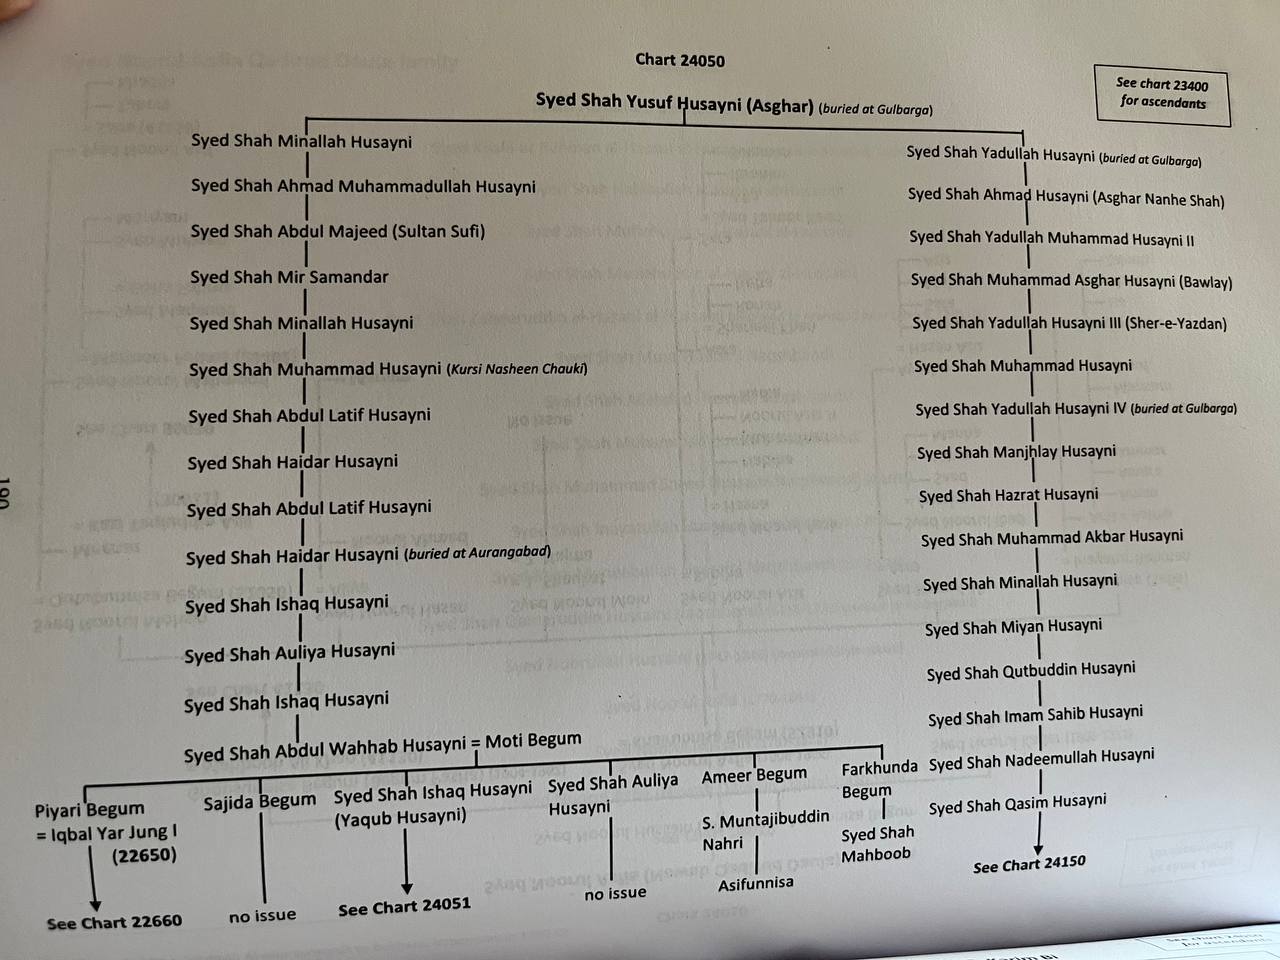 Chart 24050
See chart 23400
for ascendants
Syed Shah Yusuf Husayni (Asghar) (buried at Gulbarga)
Syed Shah Minallah Husayni
Syed Shah Ahmad Muhammadullah Husayni
Syed Shah Abdul Majeed (Sultan Sufi)
Syed Shah Mir Samandar
Syed Shah Minallah Husayni
Syed Shah Muhammad Husayni (Kursi Nasheen Chauki)
Syed Shah Abdul Latif Husayni
Syed Shah Haidar Husayni
Syed Shah Abdul Latif Husayni
Syed Shah Haidar Husayni (buried at Aurangabad)
Syed Shah Ishaq Husayni
Syed Shah Auliya Husayni
Syed Shah Ishaq Husayni
Syed Shah Abdul Wahhab Husayni = Moti Begum
Piyari Begum
= Iqbal Yar Jung I
(22650)
See Chart 22660
Sajida Begum
no issue
Syed Shah Ishaq Husayni
(Yaqub Husayni)
See Chart 24051
Syed Shah Auliya
Husayni
no issue
Ameer Begum
S. Muntajibuddin
Nahri
Asifunnisa
Farkhunda
Begum
Syed Shah
Mahboob
Syed Shah Yadullah Husayni (buried at Gulbarga)
Syed Shah Ahmad Husayni (Asghar Nanhe Shah)
Syed Shah Yadullah Muhammad Husayni II
Syed Shah Muhammad Asghar Husayni (Bawlay)
Syed Shah Yadullah Husayni III (Sher-e-Yazdan)
Syed Shah Muhammad Husayni
Syed Shah Yadullah Husayni IV (buried at Gulbarga)
Syed Shah Manjhlay Husayni
Syed Shah Hazrat Husayni
Syed Shah Muhammad Akbar Husayni
Syed Shah Minallah Husayni
Syed Shah Miyan Husayni
Syed Shah Qutbuddin Husayni
Syed Shah Imam Sahib Husayni
Syed Shah Nadeemullah Husayni
Syed Shah Qasim Husayni
See Chart 24150
190
for ascendants